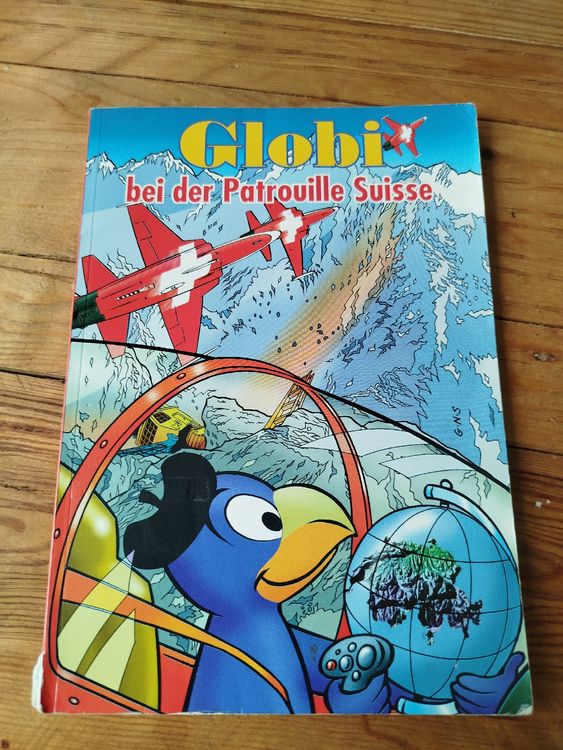 Globi
bei der Patrouille Suisse
G.N.S